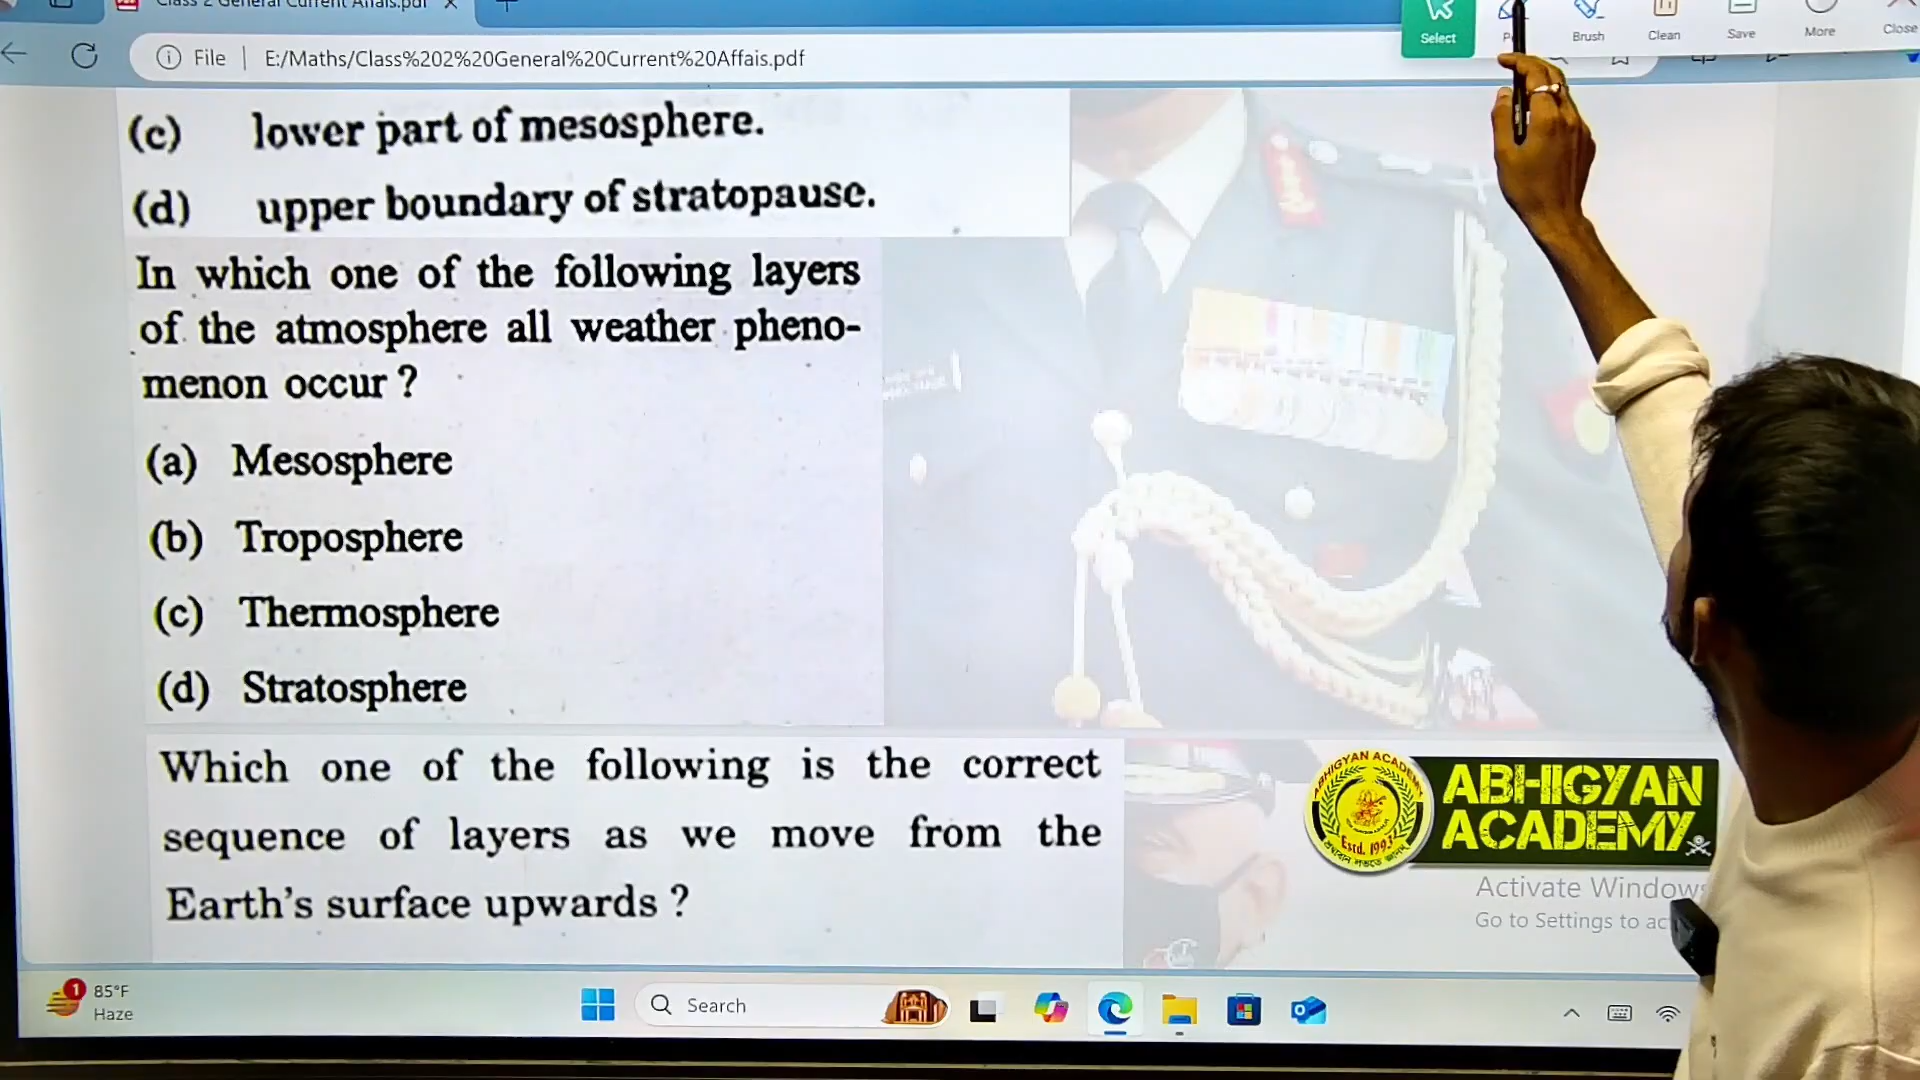 Class 2 General Current Affais.pdf
Select
Brush
Clean
Save
More
Close
File
E:/Maths/Class%202%20General%20Current%20Affais.pdf
(c) lower part of mesosphere.
(d) upper boundary of stratopause.
In which one of the following layers
of the atmosphere all weather pheno-
menon occur ?
(a) Mesosphere
(b) Troposphere
(c) Thermosphere
(d) Stratosphere
Which one of the following is the correct
sequence of layers as we move from the
Earth's surface upwards ?
ABHIGYAN ACADEMY
Estd. 1993
ABHIGYAN
ACADEMY
Activate Windows
Go to Settings to ac
1
85°F
Haze
Search